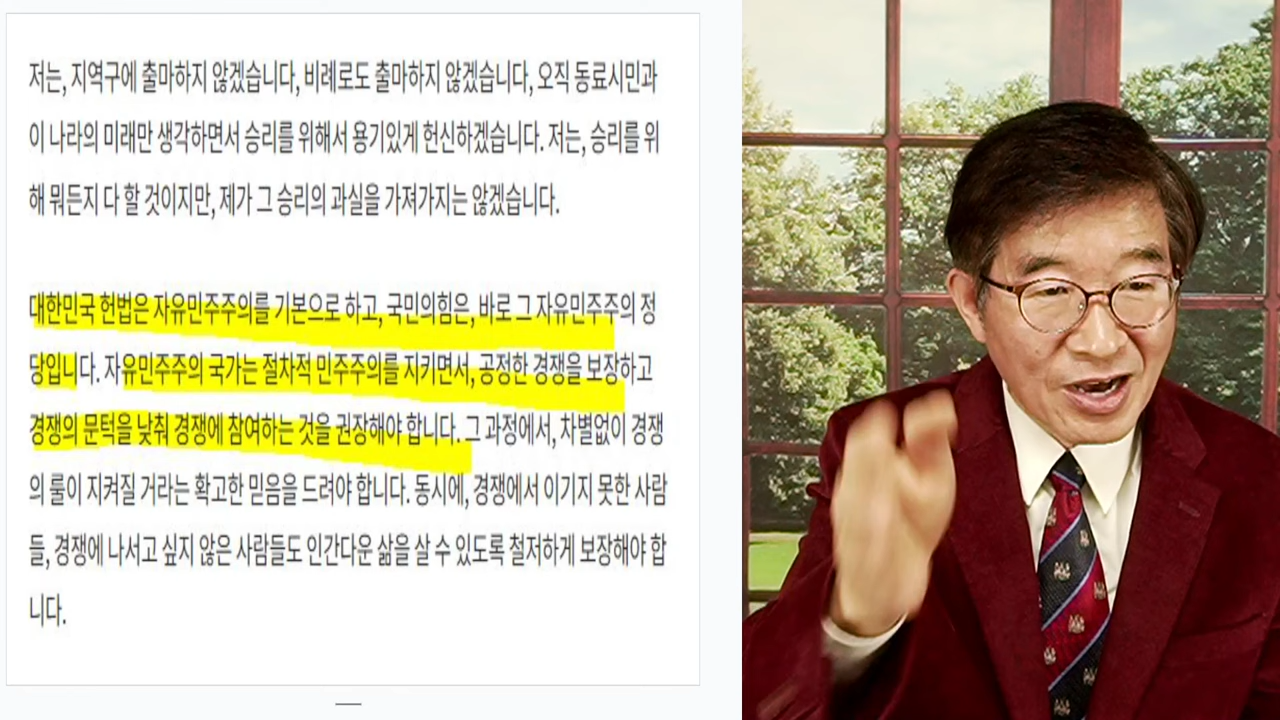 저는, 지역구에 출마하지 않겠습니다, 비례로도 출마하지 않겠습니다, 오직 동료시민과
이 나라의 미래만 생각하면서 승리를 위해서 용기있게 헌신하겠습니다. 저는, 승리를 위
해 뭐든지 다 할 것이지만, 제가 그 승리의 과실을 가져가지는 않겠습니다.
대한민국 헌법은 자유민주주의를 기본으로 하고, 국민의힘은, 바로 그 자유민주주의 정
당입니다. 자유민주주의 국가는 절차적 민주주의를 지키면서, 공정한 경쟁을 보장하고
경쟁의 문턱을 낮춰 경쟁에 참여하는 것을 권장해야 합니다. 그 과정에서, 차별없이 경쟁
의 룰이 지켜질 거라는 확고한 믿음을 드려야 합니다. 동시에, 경쟁에서 이기지 못한 사람
들, 경쟁에 나서고 싶지 않은 사람들도 인간다운 삶을 살 수 있도록 철저하게 보장해야 합
니다.